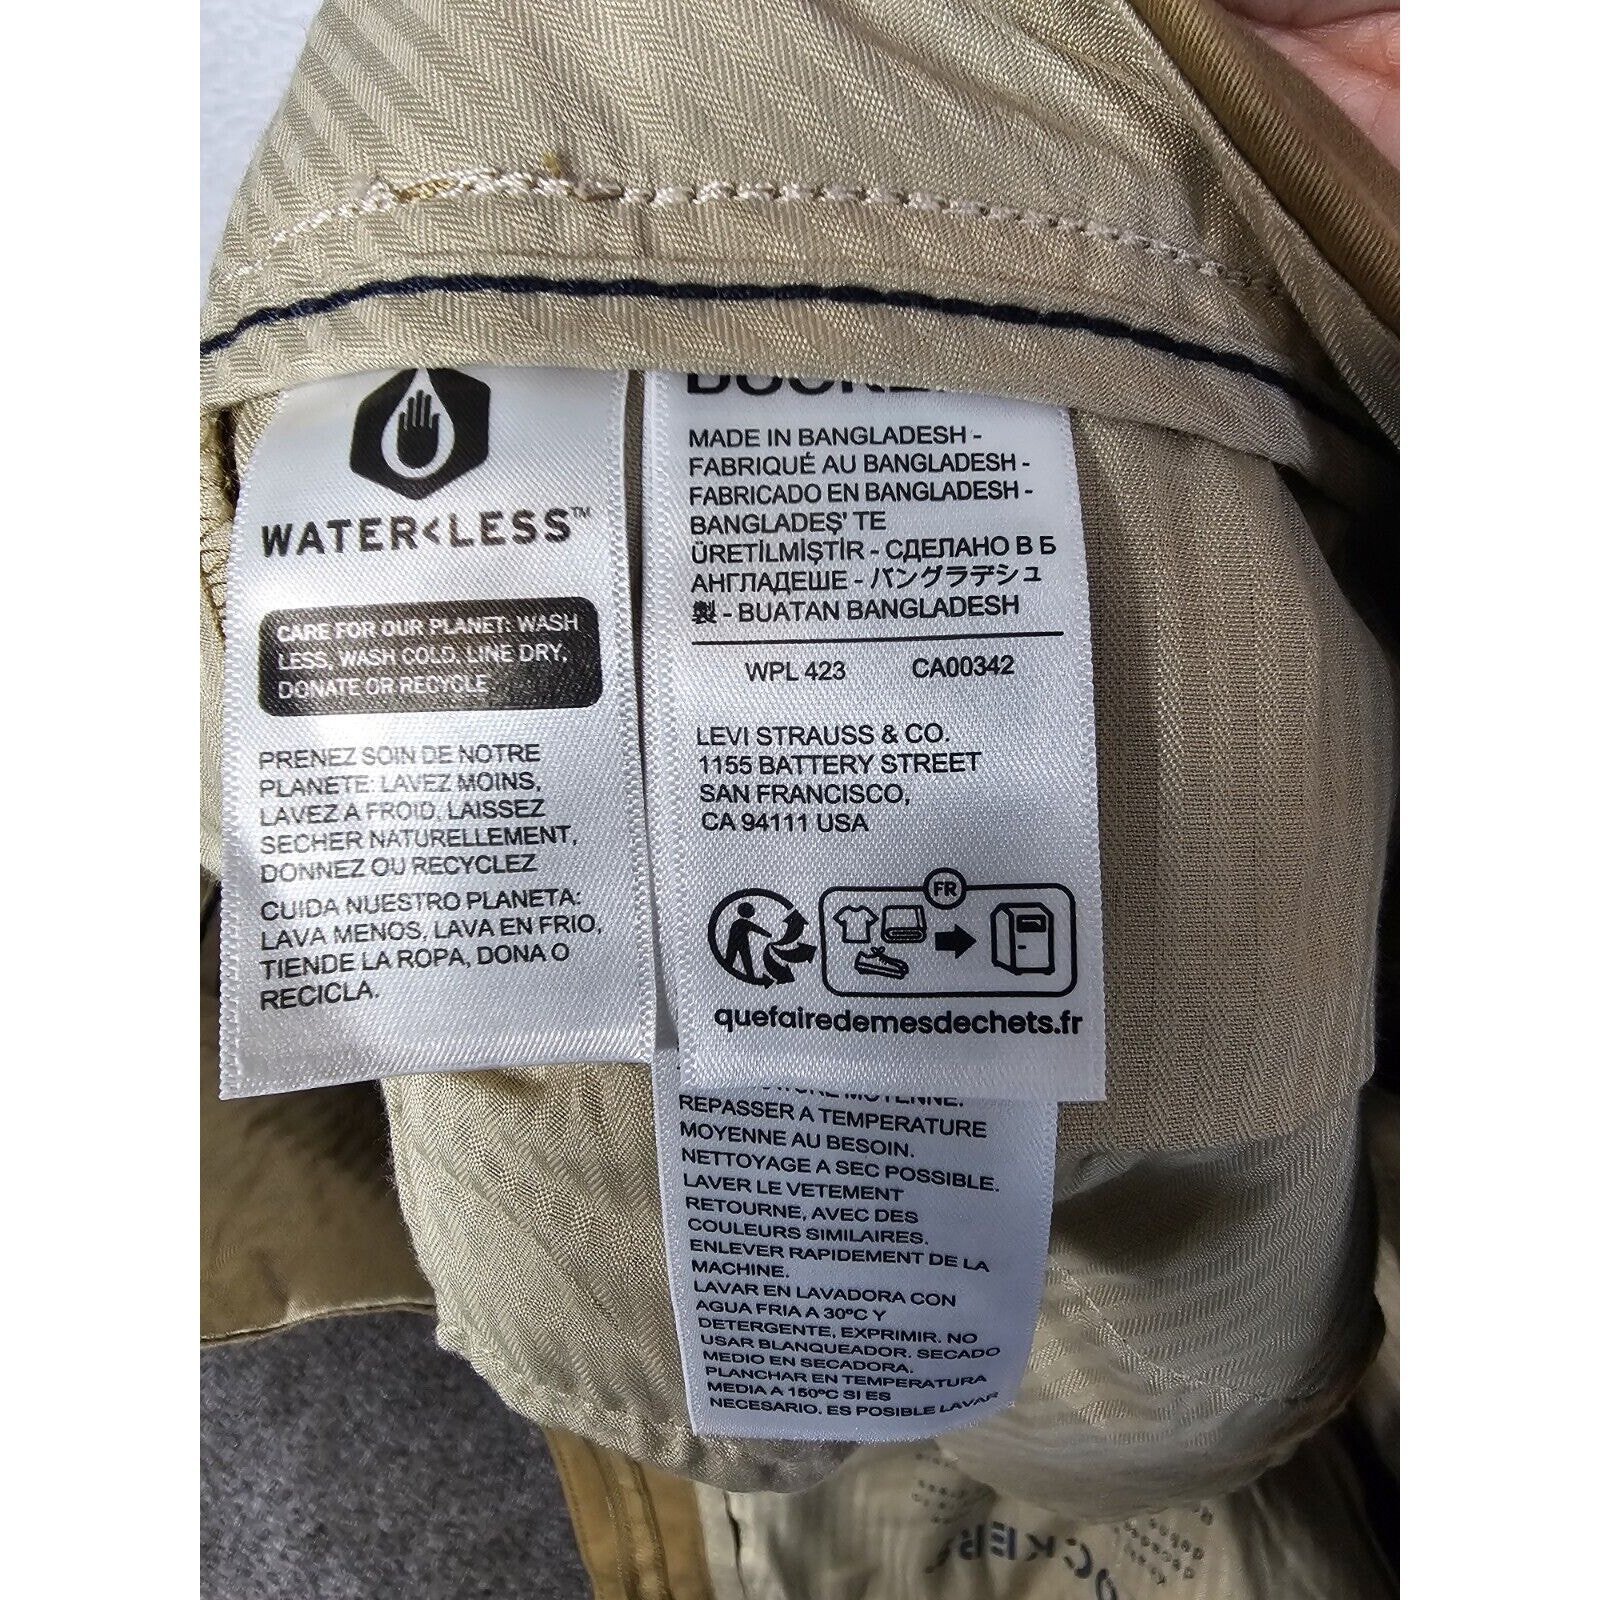 WATER<LESS™
CARE FOR OUR PLANET: WASH
LESS, WASH COLD, LINE DRY,
DONATE OR RECYCLE
PRENEZ SOIN DE NOTRE
PLANETE: LAVEZ MOINS,
LAVEZ A FROID, LAISSEZ
SECHER NATURELLEMENT,
DONNEZ OU RECYCLEZ
CUIDA NUESTRO PLANETA:
LAVA MENOS, LAVA EN FRIO,
TIENDE LA ROPA, DONA O
RECICLA.
MADE IN BANGLADESH -
FABRIQUÉ AU BANGLADESH -
FABRICADO EN BANGLADESH -
BANGLADEŞ' TE
ÜRETİLMİŞTİR - СДЕЛАНО В Б
АНГЛАДЕШЕ - バングラデシュ
製 - BUATAN BANGLADESH
WPL 423 CA00342
LEVI STRAUSS & CO.
1155 BATTERY STREET
SAN FRANCISCO,
CA 94111 USA
FR
quefairedemesdechets.fr
MOYENNE.
REPASSER A TEMPERATURE
MOYENNE AU BESOIN.
NETTOYAGE A SEC POSSIBLE.
LAVER LE VETEMENT
RETOURNE, AVEC DES
COULEURS SIMILAIRES.
ENLEVER RAPIDEMENT DE LA
MACHINE.
LAVAR EN LAVADORA CON
AGUA FRIA A 30ºC Y
DETERGENTE, EXPRIMIR. NO
USAR BLANQUEADOR. SECADO
MEDIO EN SECADORA.
PLANCHAR EN TEMPERATURA
MEDIA A 150ºC SI ES
NECESARIO. ES POSIBLE LAVAR